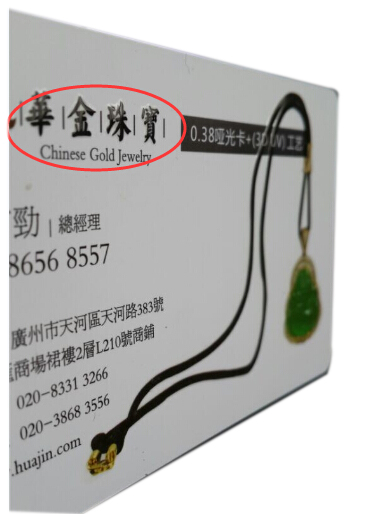 華|金|珠|寶|
Chinese Gold Jewelry
0.38哑光卡+(3D UV) 工艺
勁 | 總經理
8656 8557
廣州市天河區天河路383號
商場裙樓2層L210號商鋪
020-8331 3266
020-3868 3556
.huajin.com